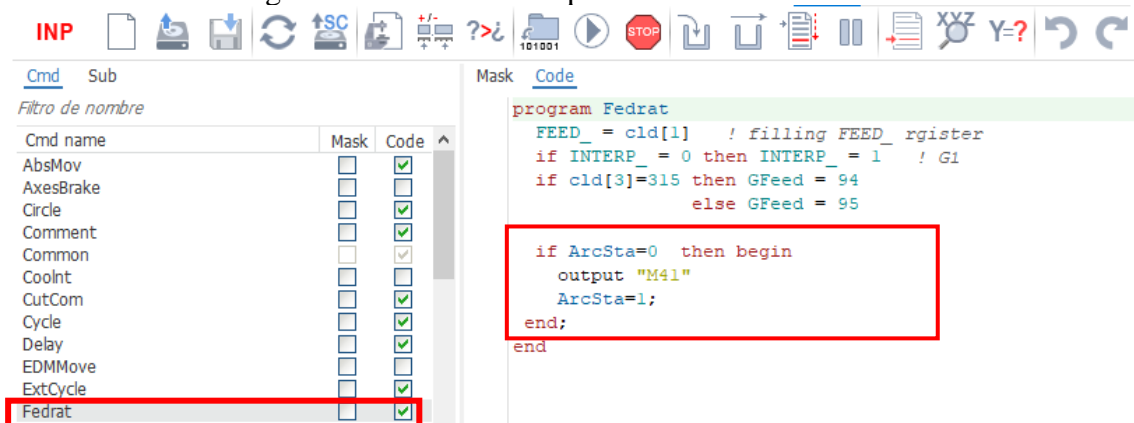 INP ?>¿ 101001 STOP XYZ Y=?
Cmd Sub
Filtro de nombre
Cmd name Mask Code
AbsMov
AxesBrake
Circle
Comment
Common
Coolnt
CutCom
Cycle
Delay
EDMMove
ExtCycle
Fedrat
Mask Code
program Fedrat
FEED_ = cld[1] ! filling FEED_ rgister
if INTERP_ = 0 then INTERP_ = 1 ! G1
if cld[3]=315 then GFeed = 94
else GFeed = 95
if ArcSta=0 then begin
output "M41"
ArcSta=1;
end;
end